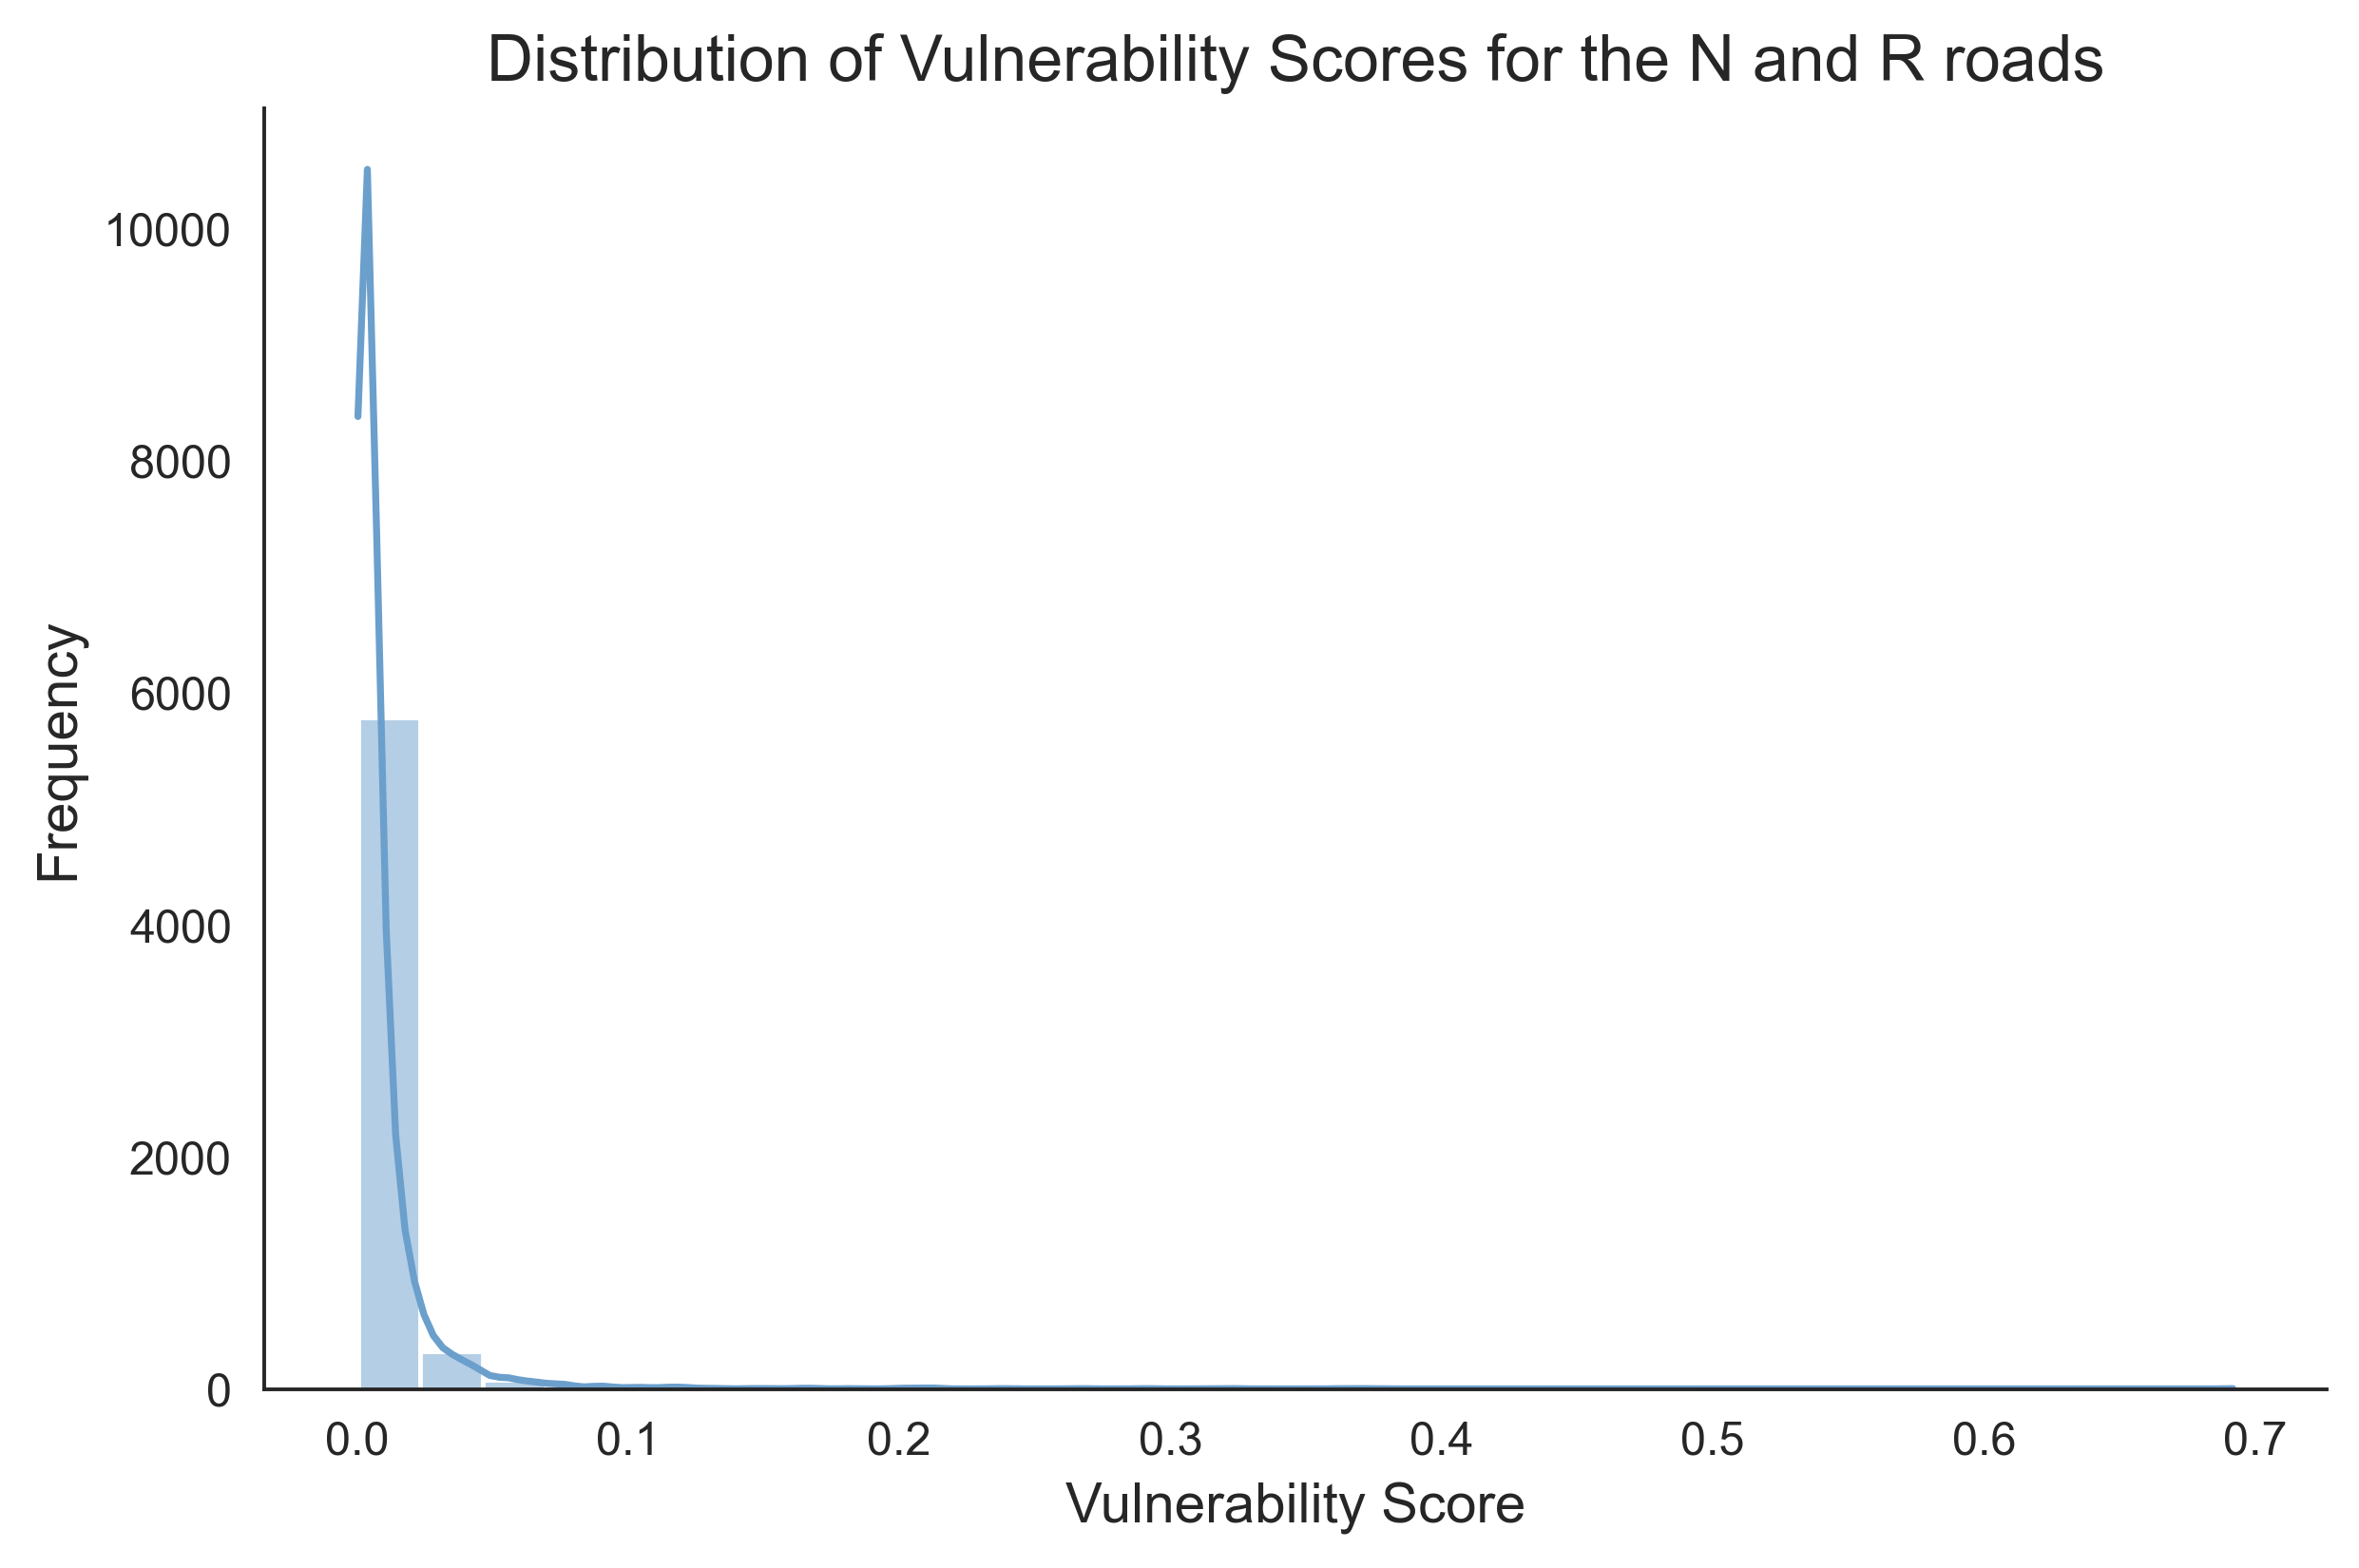 Distribution of Vulnerability Scores for the N and R roads
10000
8000
6000
4000
2000
0
Frequency
0.0 0.1 0.2 0.3 0.4 0.5 0.6 0.7
Vulnerability Score